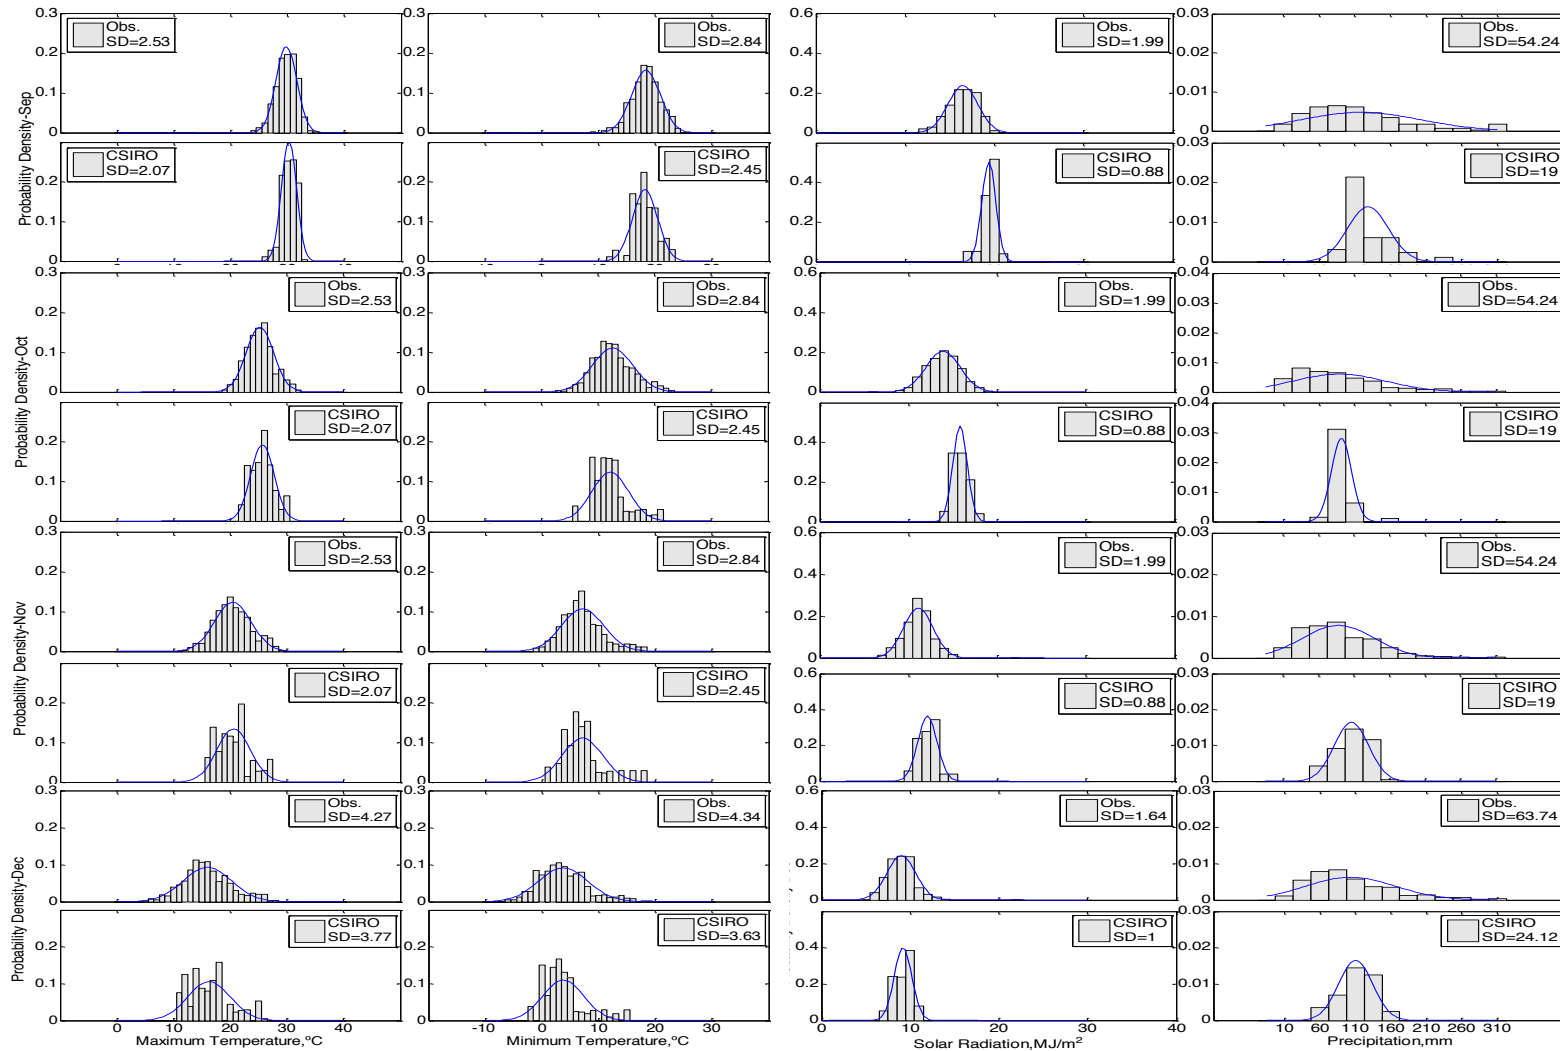 0.3 0.3 0.6 0.03
Obs.
SD=2.53
Obs.
SD=2.84
Obs.
SD=1.99
Obs.
SD=54.24
0.2 0.2 0.4 0.02
0.1 0.1 0.2 0.01
0 0 0 0
Probability Density-Sep
CSIRO
SD=2.07
CSIRO
SD=2.45
CSIRO
SD=0.88
CSIRO
SD=19
0.03
0.2 0.2 0.4 0.02
0.1 0.1 0.2 0.01
0 0 0 0
0.3 0.3 0.6 0.04
Obs.
SD=2.53
Obs.
SD=2.84
Obs.
SD=1.99
Obs.
SD=54.24
0.03
0.2 0.2 0.4 0.02
0.1 0.1 0.2 0.01
0 0 0 0
Probability Density-Oct
CSIRO
SD=2.07
CSIRO
SD=2.45
CSIRO
SD=0.88
CSIRO
SD=19
0.6 0.04
0.03
0.2 0.2 0.4 0.02
0.1 0.1 0.2 0.01
0 0 0 0
0.3 0.3 0.6 0.03
Obs.
SD=2.53
Obs.
SD=2.84
Obs.
SD=1.99
Obs.
SD=54.24
0.2 0.2 0.4 0.02
0.1 0.1 0.2 0.01
0 0 0 0
Probability Density-Nov
CSIRO
SD=2.07
CSIRO
SD=2.45
CSIRO
SD=0.88
CSIRO
SD=19
0.6 0.03
0.2 0.2 0.4 0.02
0.1 0.1 0.2 0.01
0 0 0 0
0.3 0.3 0.6 0.03
Obs.
SD=4.27
Obs.
SD=4.34
Obs.
SD=1.64
Obs.
SD=63.74
0.2 0.2 0.4 0.02
0.1 0.1 0.2 0.01
0 0 0 0
Probability Density-Dec
CSIRO
SD=3.77
CSIRO
SD=3.63
CSIRO
SD=1
CSIRO
SD=24.12
0.03
0.2 0.2 0.4 0.02
0.1 0.1 0.2 0.01
0 0 0 0
0 10 20 30 40
-10 0 10 20 30
0 10 20 30 40
10 60 110 160 210 260 310
Maximum Temperature,ºC
Minimum Temperature,ºC
Solar Radiation,MJ/m²
Precipitation,mm